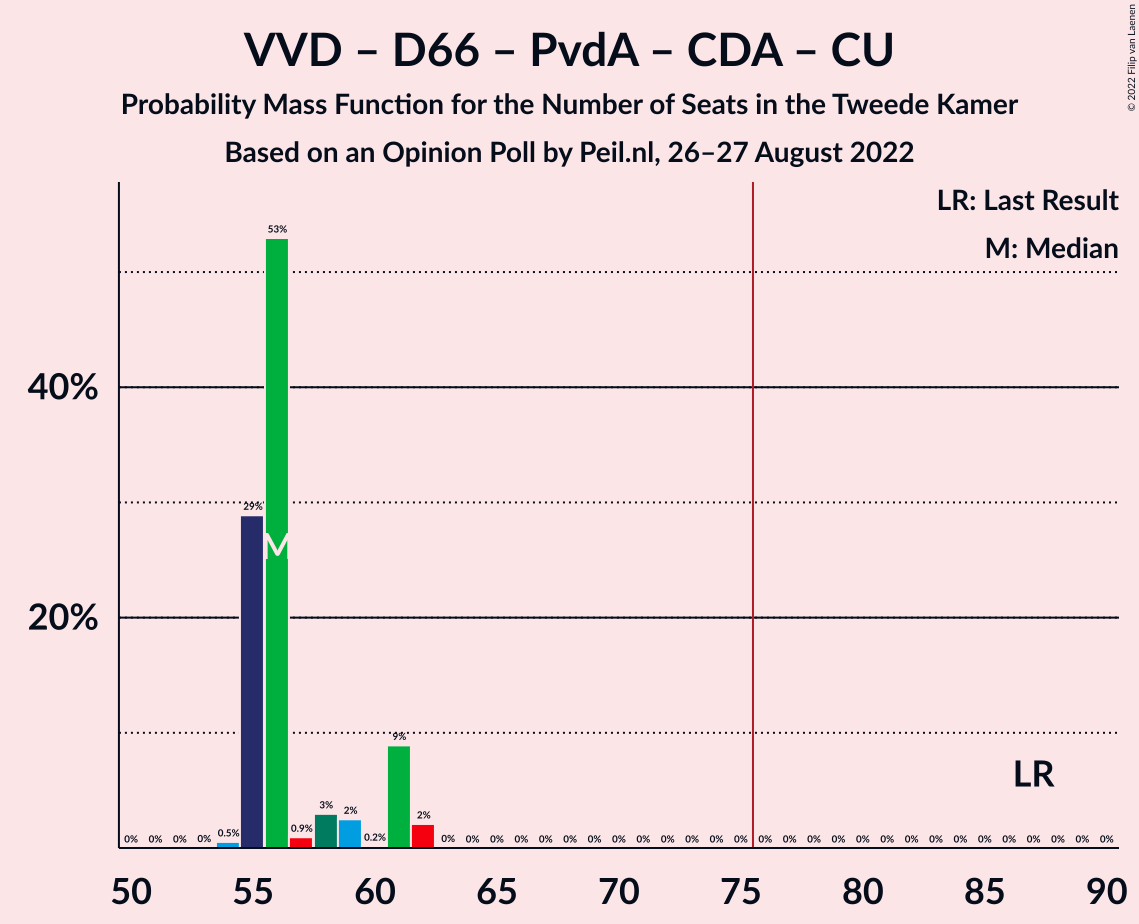 VVD – D66 – PvdA – CDA – CU
Probability Mass Function for the Number of Seats in the Tweede Kamer
Based on an Opinion Poll by Peil.nl, 26–27 August 2022
© 2022 Filip van Laenen
LR: Last Result
M: Median
53%
40%
29%
M
20%
9%
LR
0% 0% 0% 0% 0.5% 0.9% 3% 2% 0.2% 2% 0% 0% 0% 0% 0% 0% 0% 0% 0% 0% 0% 0% 0% 0% 0% 0% 0% 0% 0% 0% 0% 0% 0% 0% 0% 0% 0% 0%
50 55 60 65 70 75 80 85 90